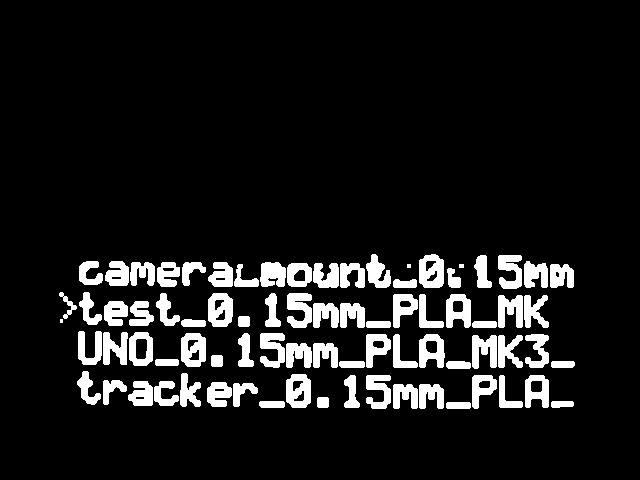 camera_mount_0.15mm
>test_0.15mm_PLA_MK
UNO_0.15mm_PLA_MK3_
tracker_0.15mm_PLA_